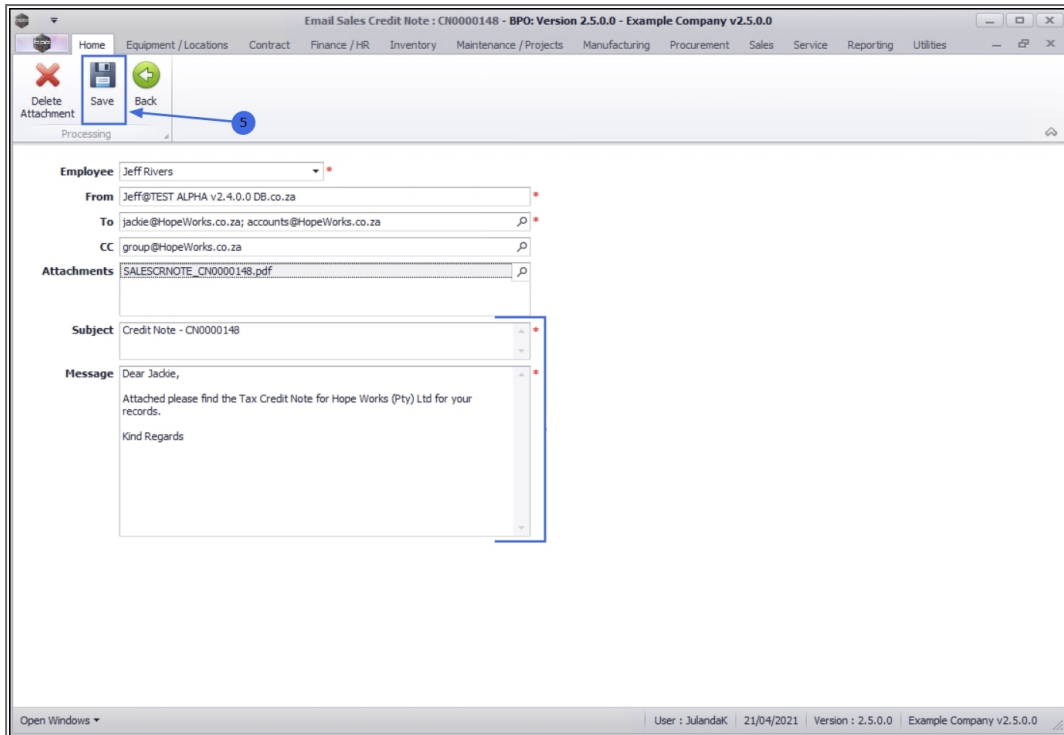 Email Sales Credit Note : CN0000148 - BPO: Version 2.5.0.0 - Example Company v2.5.0.0
Home Equipment / Locations Contract Finance / HR Inventory Maintenance / Projects Manufacturing Procurement Sales Service Reporting Utilities
Delete Attachment
Save
Back
5
Processing
Employee Jeff Rivers *
From Jeff@TEST ALPHA v2.4.0.0 DB.co.za *
To jackie@HopeWorks.co.za; accounts@HopeWorks.co.za *
CC group@HopeWorks.co.za
Attachments SALESCRNOTE_CN0000148.pdf
Subject Credit Note - CN0000148 *
Message Dear Jackie, *
Attached please find the Tax Credit Note for Hope Works (Pty) Ltd for your
records.
Kind Regards
Open Windows User : JulandaK 21/04/2021 Version : 2.5.0.0 Example Company v2.5.0.0